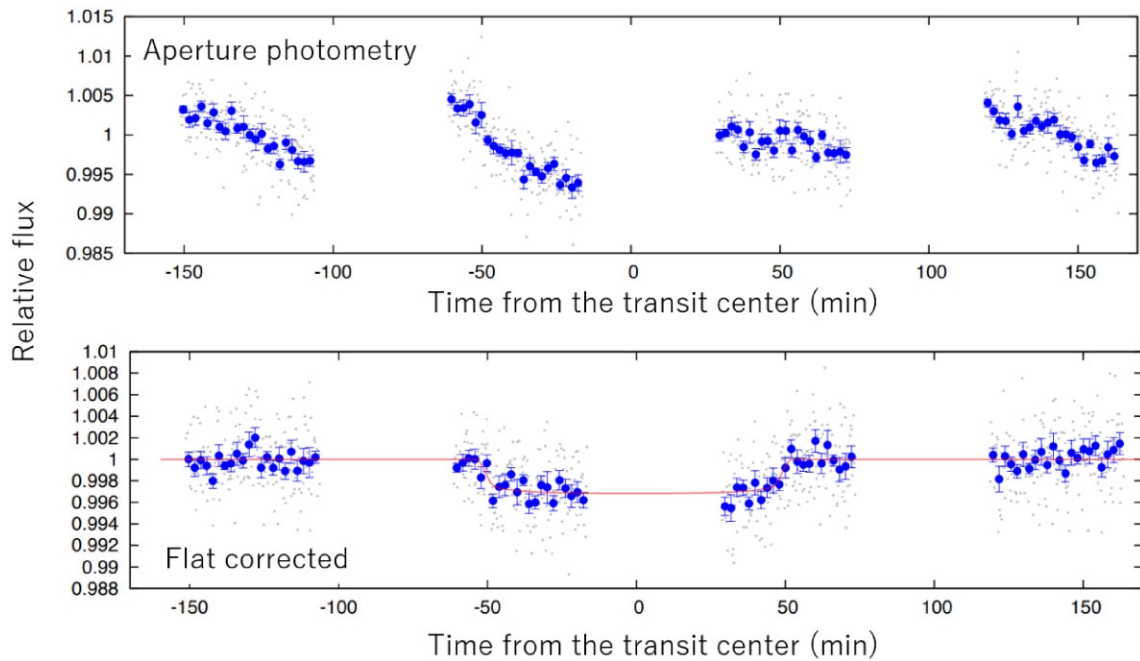 1.015
1.01
Aperture photometry
1.005
1
0.995
0.99
0.985
-150 -100 -50 0 50 100 150
Time from the transit center (min)
Relative flux
1.01
1.008
1.006
1.004
1.002
1
0.998
0.996
0.994
0.992
0.99
Flat corrected
0.988
-150 -100 -50 0 50 100 150
Time from the transit center (min)